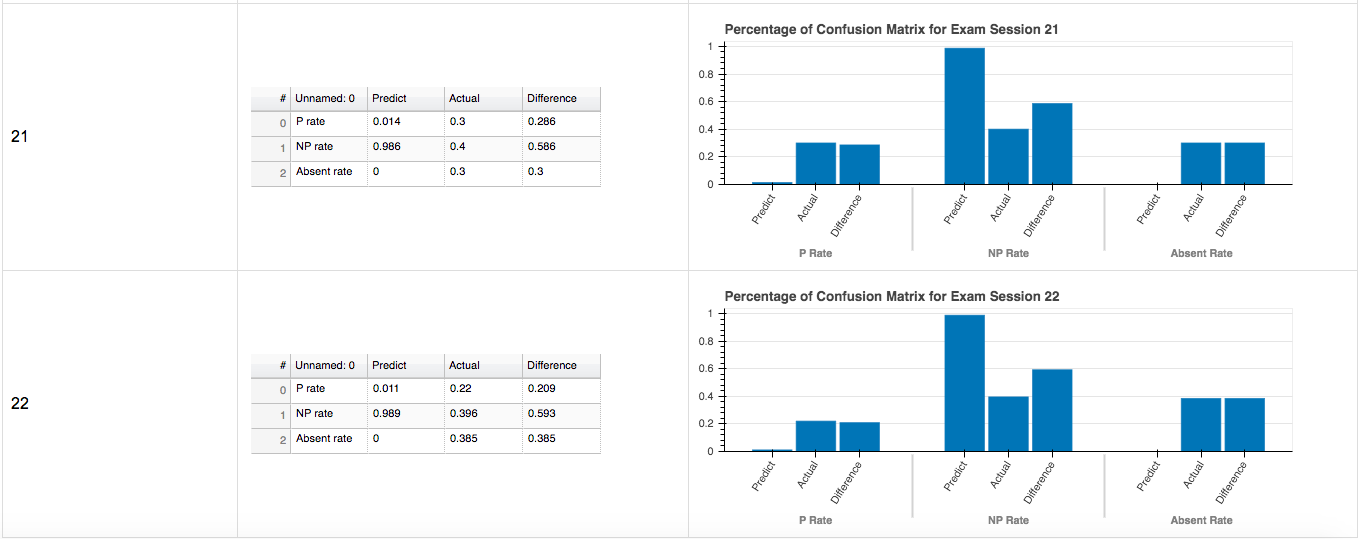 21
# Unnamed: 0 Predict Actual Difference
0 P rate 0.014 0.3 0.286
1 NP rate 0.986 0.4 0.586
2 Absent rate 0 0.3 0.3
Percentage of Confusion Matrix for Exam Session 21
1
0.8
0.6
0.4
0.2
0
Predict Actual Difference Predict Actual Difference Predict Actual Difference
P Rate NP Rate Absent Rate
22
# Unnamed: 0 Predict Actual Difference
0 P rate 0.011 0.22 0.209
1 NP rate 0.989 0.396 0.593
2 Absent rate 0 0.385 0.385
Percentage of Confusion Matrix for Exam Session 22
1
0.8
0.6
0.4
0.2
0
Predict Actual Difference Predict Actual Difference Predict Actual Difference
P Rate NP Rate Absent Rate